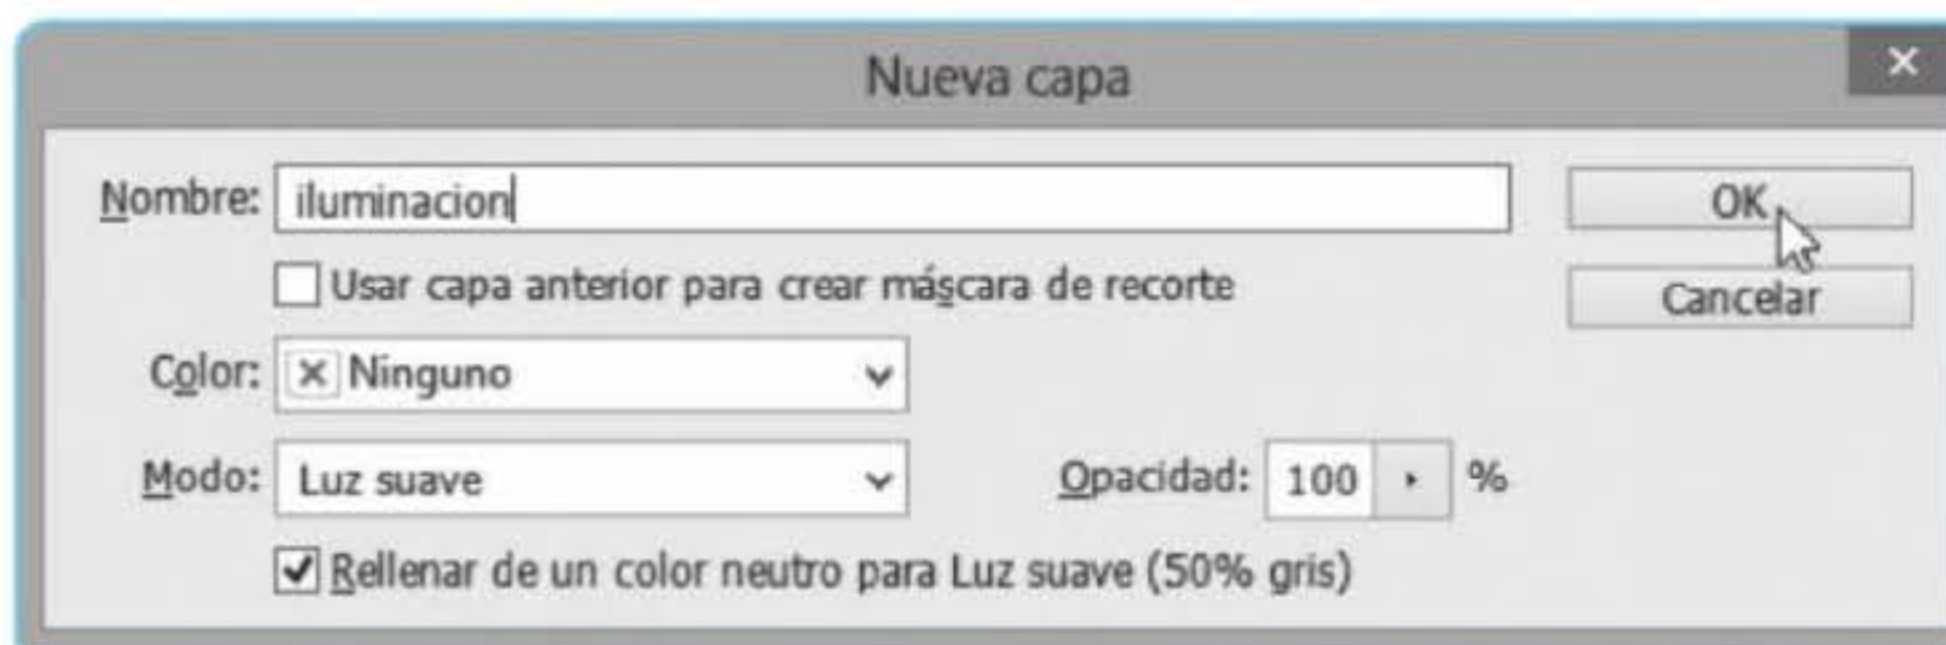 Nueva capa
Nombre: iluminacion OK
Usar capa anterior para crear máscara de recorte Cancelar
Color: Ninguno
Modo: Luz suave Opacidad: 100 %
Rellenar de un color neutro para Luz suave (50% gris)